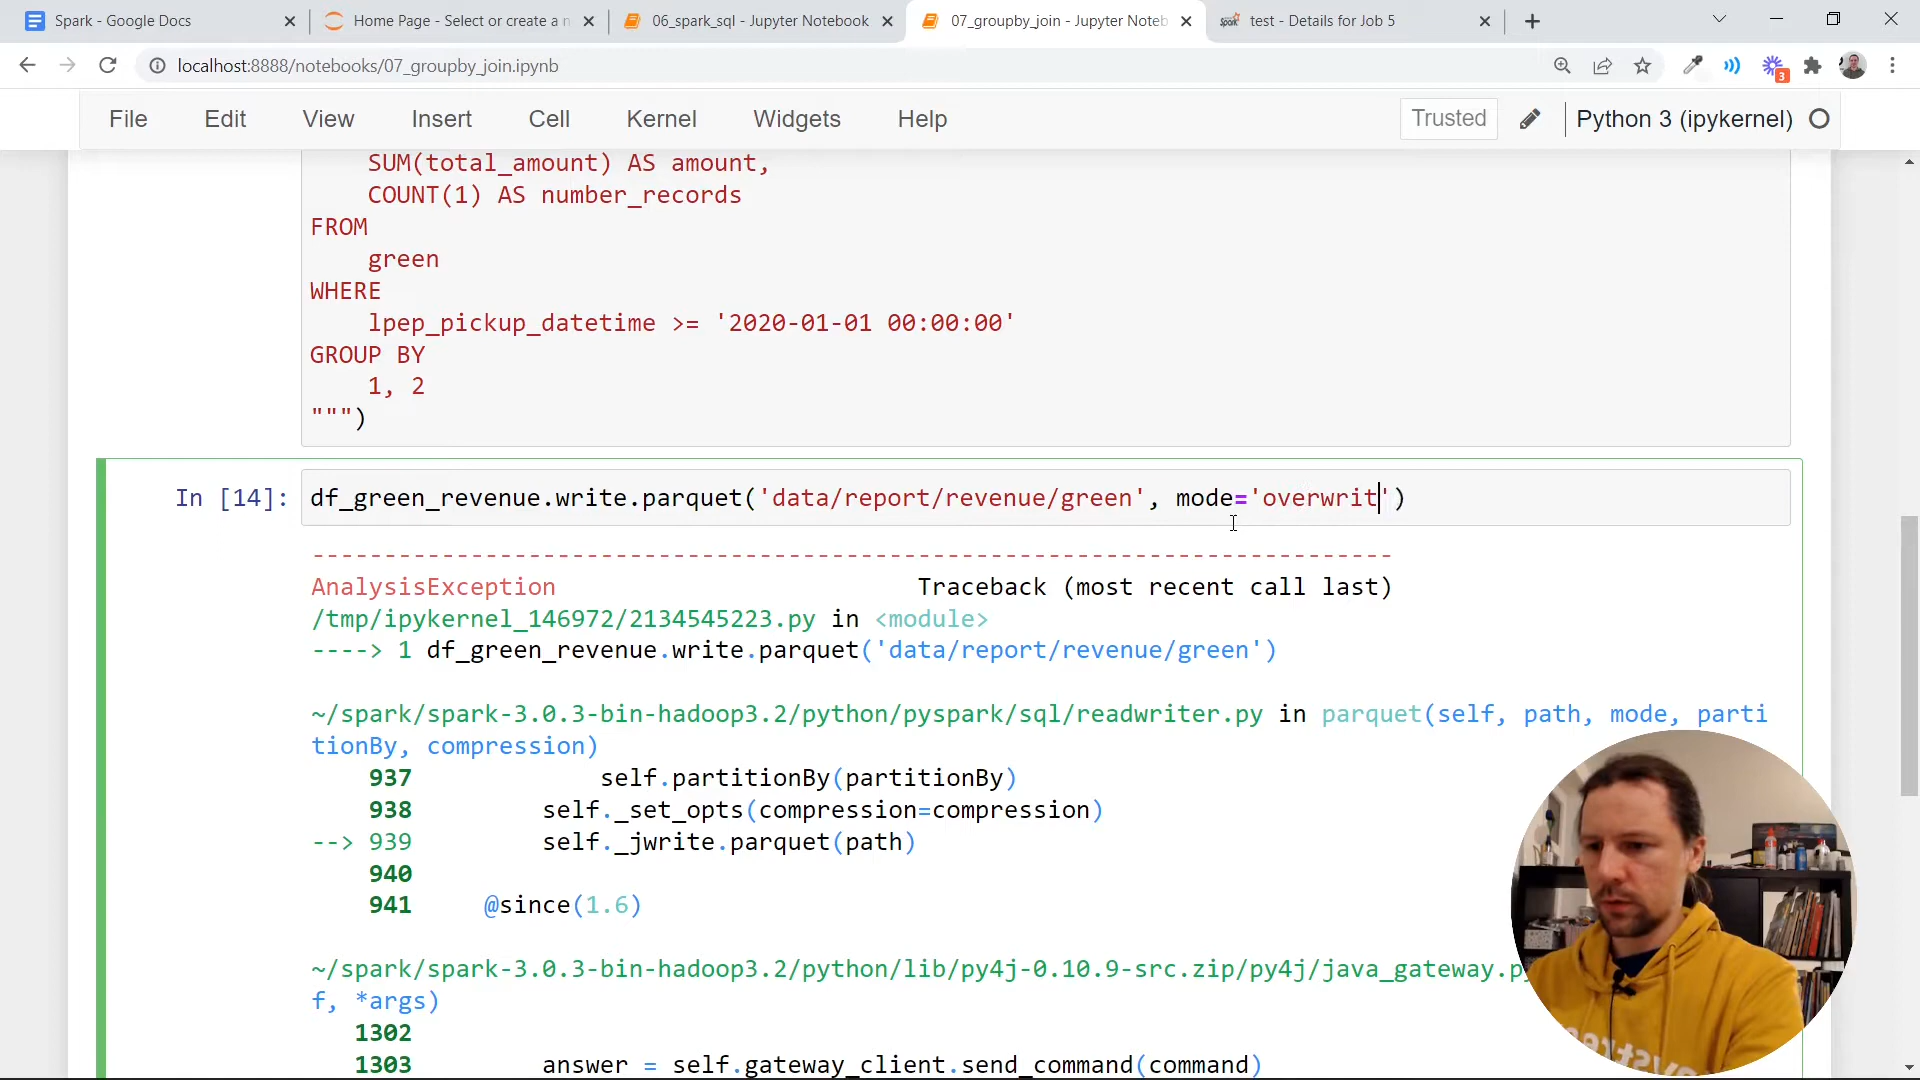 Spark - Google Docs
Home Page - Select or create a n
06_spark_sql - Jupyter Notebook
07_groupby_join - Jupyter Noteb
test - Details for Job 5
localhost:8888/notebooks/07_groupby_join.ipynb
3
File Edit View Insert Cell Kernel Widgets Help
Trusted
Python 3 (ipykernel)
SUM(total_amount) AS amount,
COUNT(1) AS number_records
FROM
green
WHERE
lpep_pickup_datetime >= '2020-01-01 00:00:00'
GROUP BY
1, 2
""")
In [14]: df_green_revenue.write.parquet('data/report/revenue/green', mode='overwrit')
---------------------------------------------------------------------------
AnalysisException Traceback (most recent call last)
/tmp/ipykernel_146972/2134545223.py in <module>
----> 1 df_green_revenue.write.parquet('data/report/revenue/green')
~/spark/spark-3.0.3-bin-hadoop3.2/python/pyspark/sql/readwriter.py in parquet(self, path, mode, parti
tionBy, compression)
937 self.partitionBy(partitionBy)
938 self._set_opts(compression=compression)
--> 939 self._jwrite.parquet(path)
940
941 @since(1.6)
~/spark/spark-3.0.3-bin-hadoop3.2/python/lib/py4j-0.10.9-src.zip/py4j/java_gateway.p
f, *args)
1302
1303 answer = self.gateway_client.send_command(command)